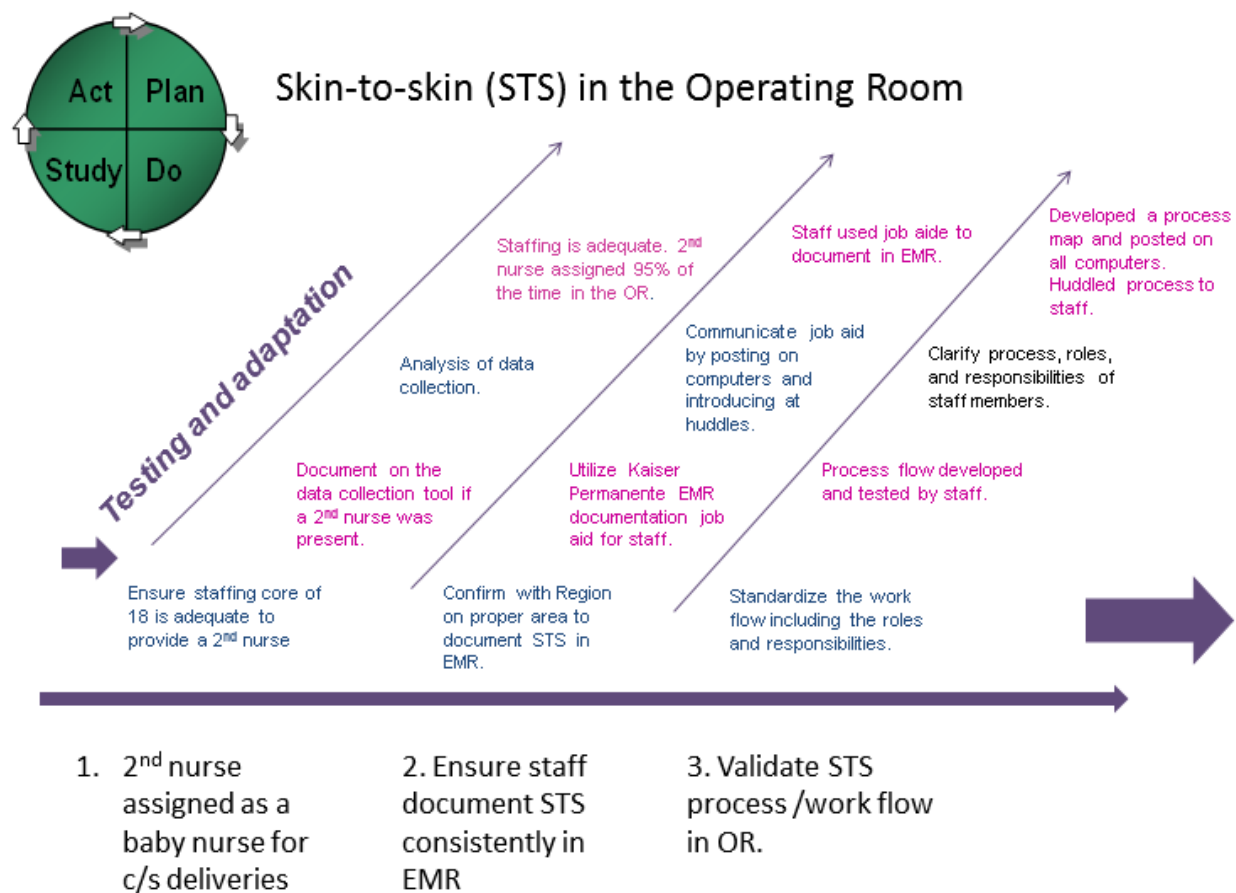 Act
Plan
Study
Do
Skin-to-skin (STS) in the Operating Room
Testing and adaptation
Staffing is adequate. 2nd
nurse assigned 95% of
the time in the OR.
Analysis of data
collection.
Document on the
data collection tool if
a 2nd nurse was
present.
Ensure staffing core of
18 is adequate to
provide a 2nd nurse
Staff used job aide to
document in EMR.
Communicate job aid
by posting on
computers and
introducing at
huddles.
Utilize Kaiser
Permanente EMR
documentation job
aid for staff.
Confirm with Region
on proper area to
document STS in
EMR.
Developed a process
map and posted on
all computers.
Huddled process to
staff.
Clarify process, roles,
and responsibilities of
staff members.
Process flow developed
and tested by staff.
Standardize the work
flow including the roles
and responsibilities.
1. 2nd nurse
assigned as a
baby nurse for
c/s deliveries
2. Ensure staff
document STS
consistently in
EMR
3. Validate STS
process /work flow
in OR.